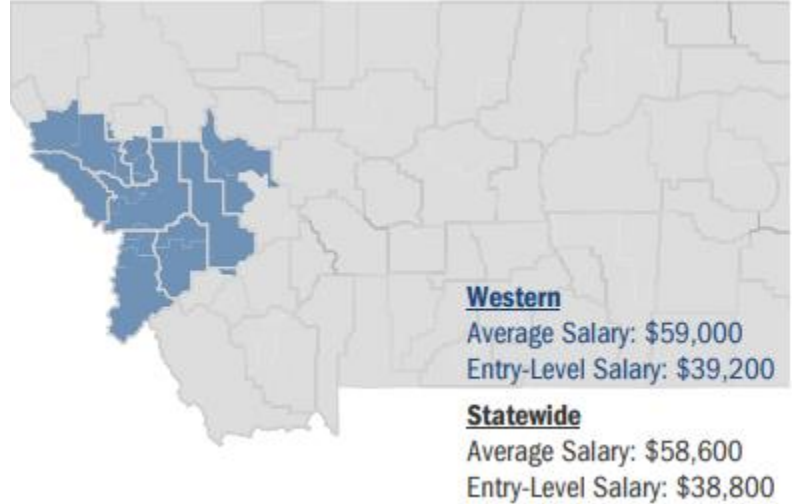 Western
Average Salary: $59,000
Entry-Level Salary: $39,200
Statewide
Average Salary: $58,600
Entry-Level Salary: $38,800